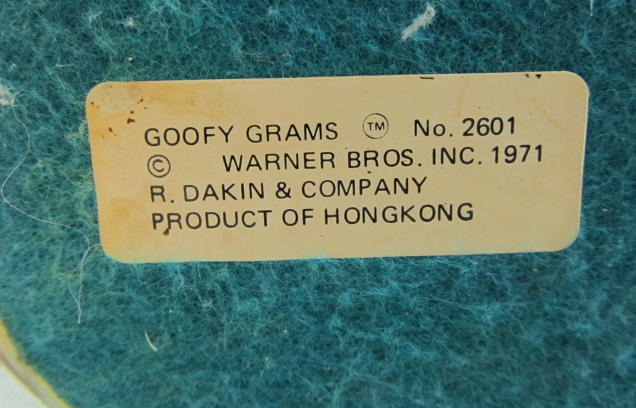 GOOFY GRAMS ™ No. 2601
© WARNER BROS. INC. 1971
R. DAKIN & COMPANY
PRODUCT OF HONGKONG